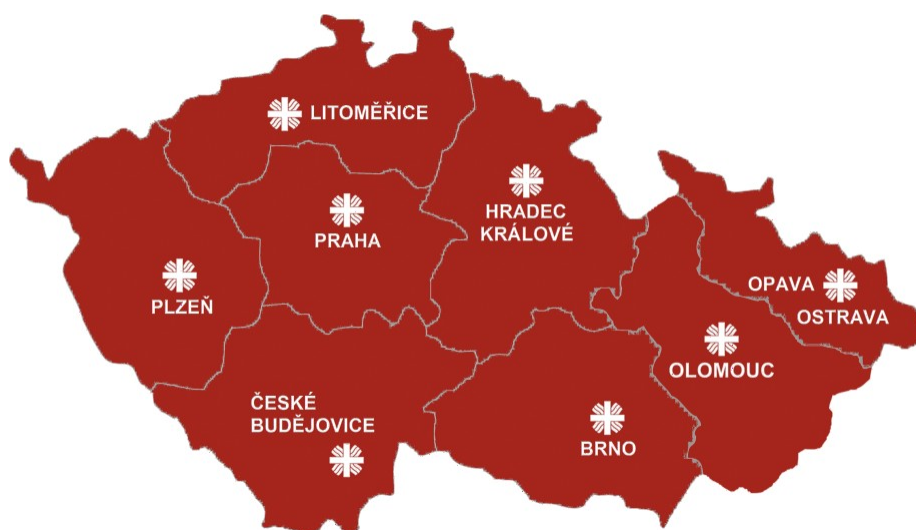 LITOMĚŘICE
HRADEC
KRÁLOVÉ
PRAHA
PLZEŇ
OPAVA
OSTRAVA
OLOMOUC
ČESKÉ
BUDĚJOVICE
BRNO